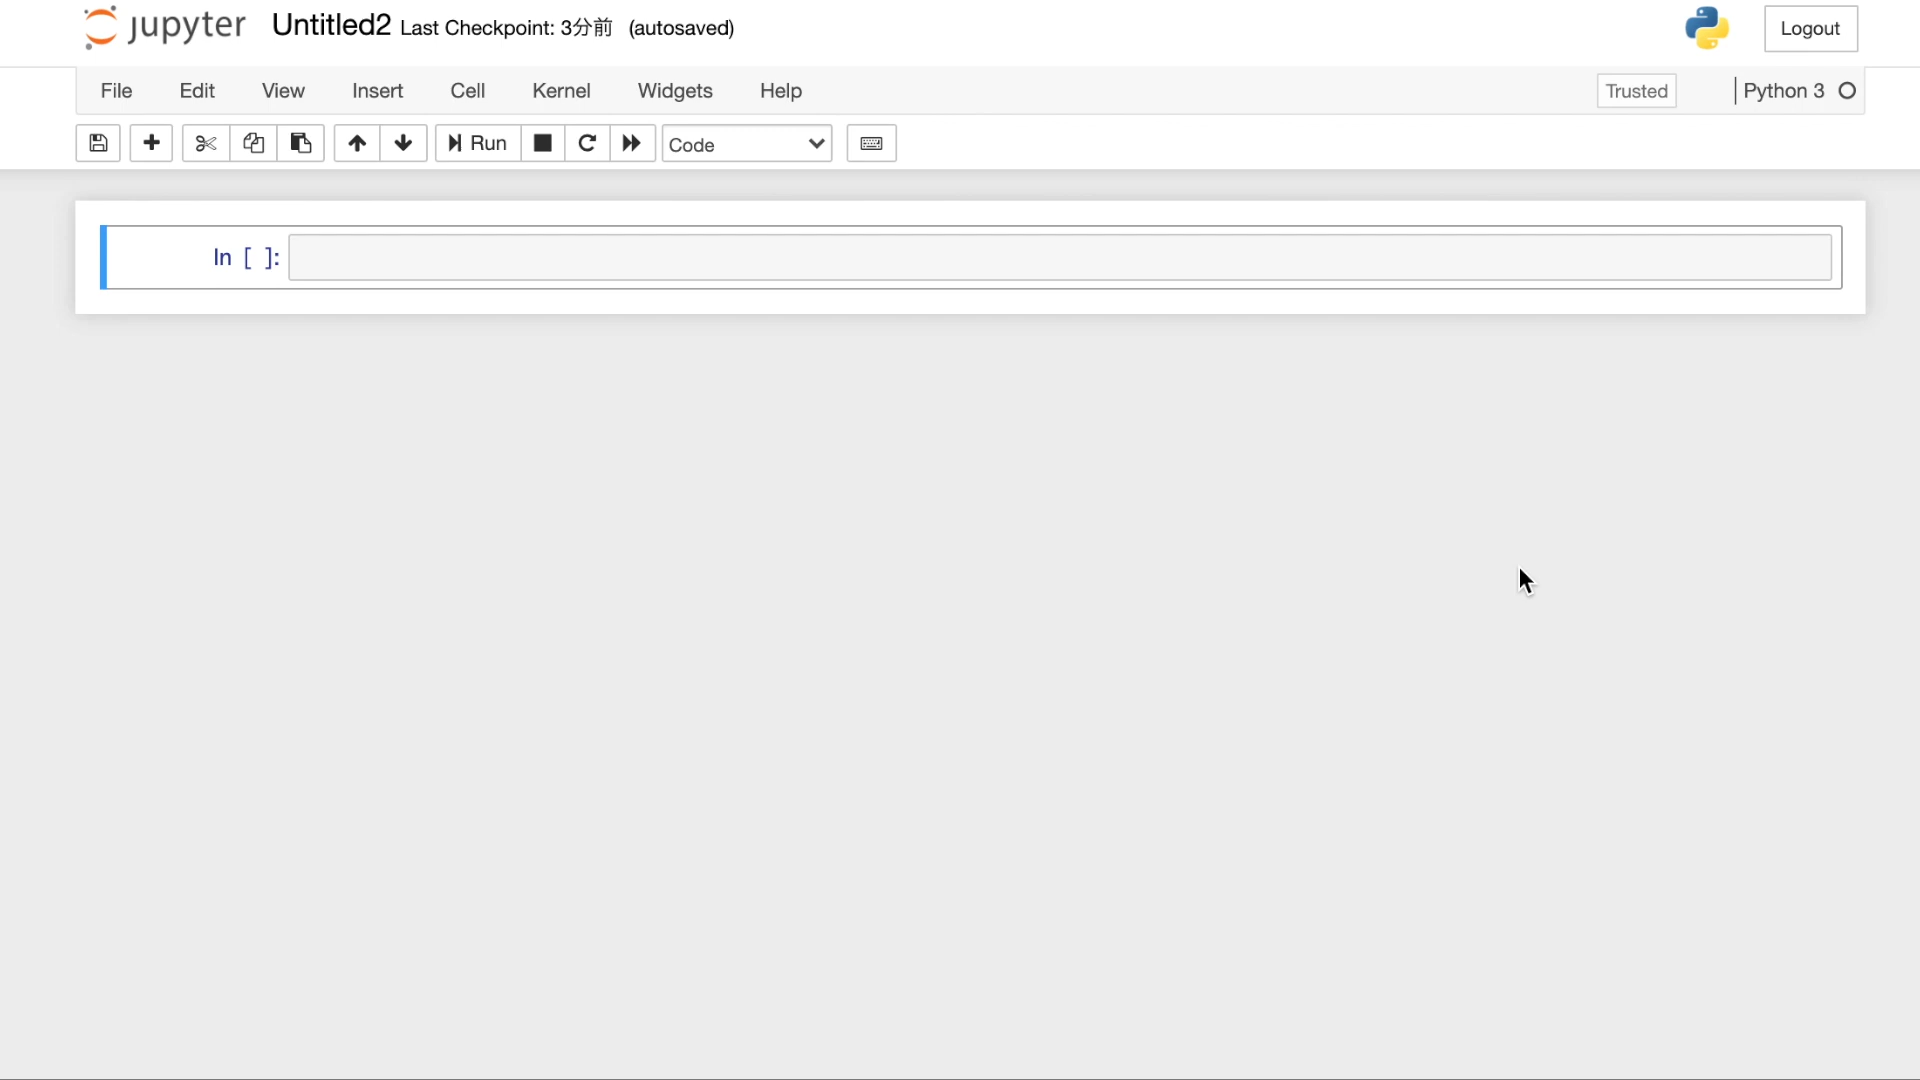 jupyter Untitled2 Last Checkpoint: 3分前 (autosaved) Logout
File Edit View Insert Cell Kernel Widgets Help Trusted Python 3
Run Code
In [ ]: